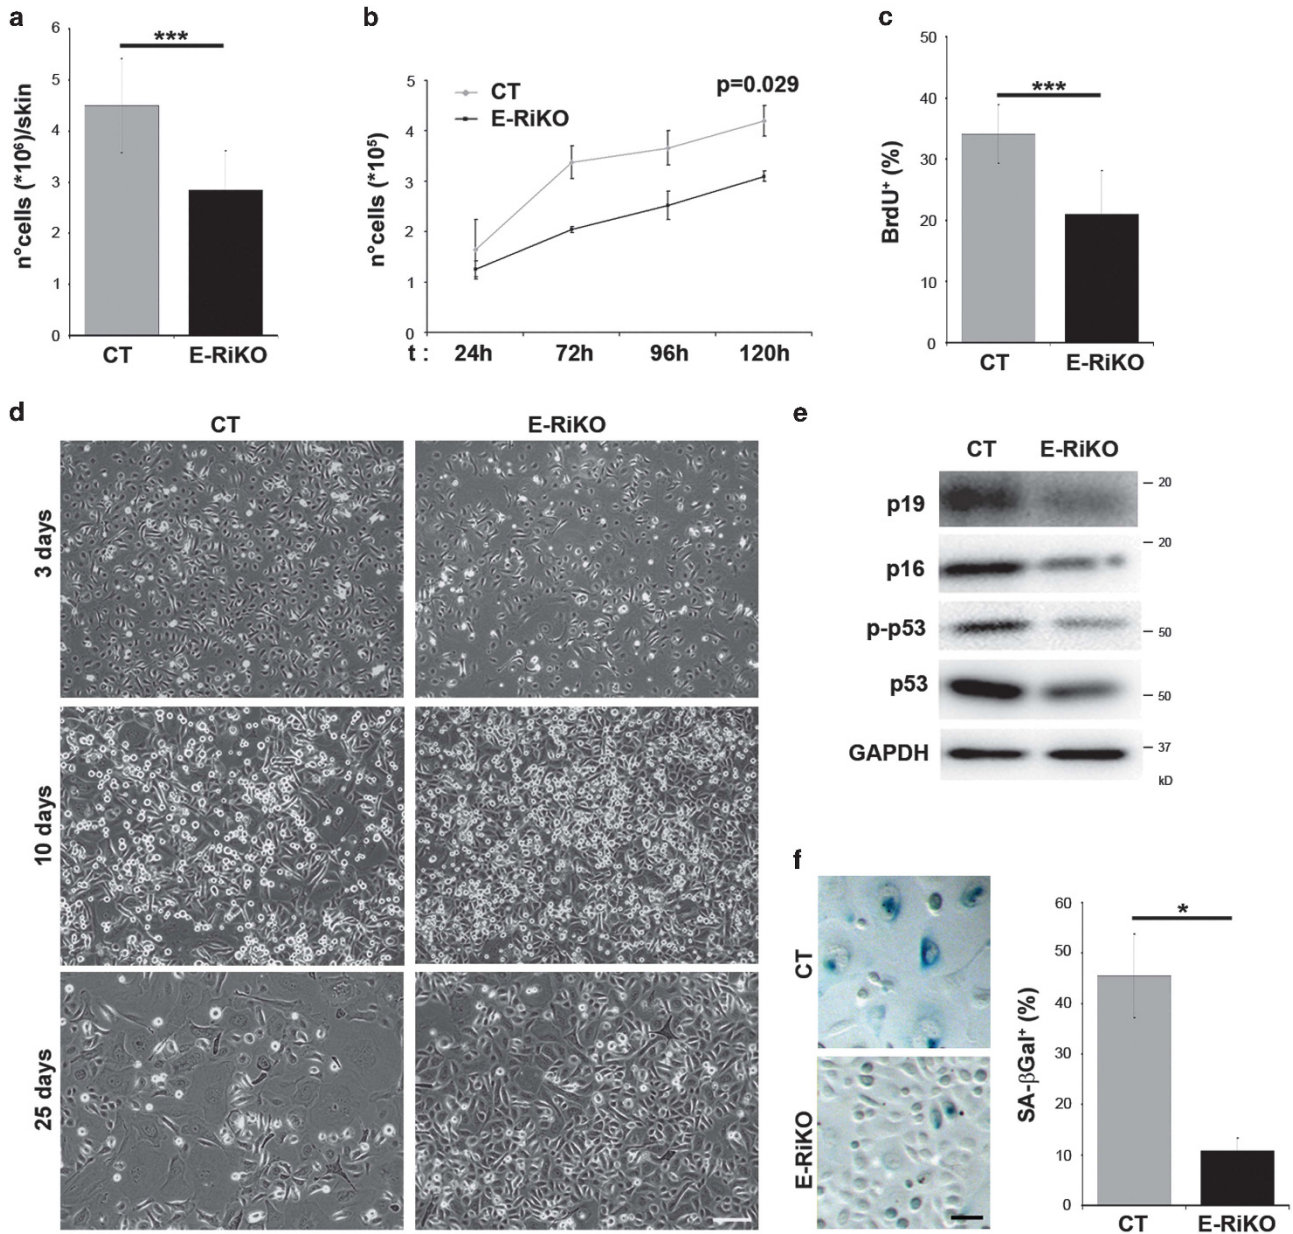 a
6
5
4
3
2
1
0
n°cells (*10⁶)/skin
***
CT E-RiKO
b
5
4
3
2
1
0
n°cells (*10⁵)
CT
E-RiKO
p=0.029
t : 24h 72h 96h 120h
c
50
40
30
20
10
0
BrdU⁺ (%)
***
CT E-RiKO
d
CT E-RiKO
3 days
10 days
25 days
e
CT E-RiKO
p19 20
p16 20
p-p53 50
p53 50
GAPDH 37
kD
f
CT
E-RiKO
60
50
40
30
20
10
0
SA-βGal⁺ (%)
*
CT E-RiKO